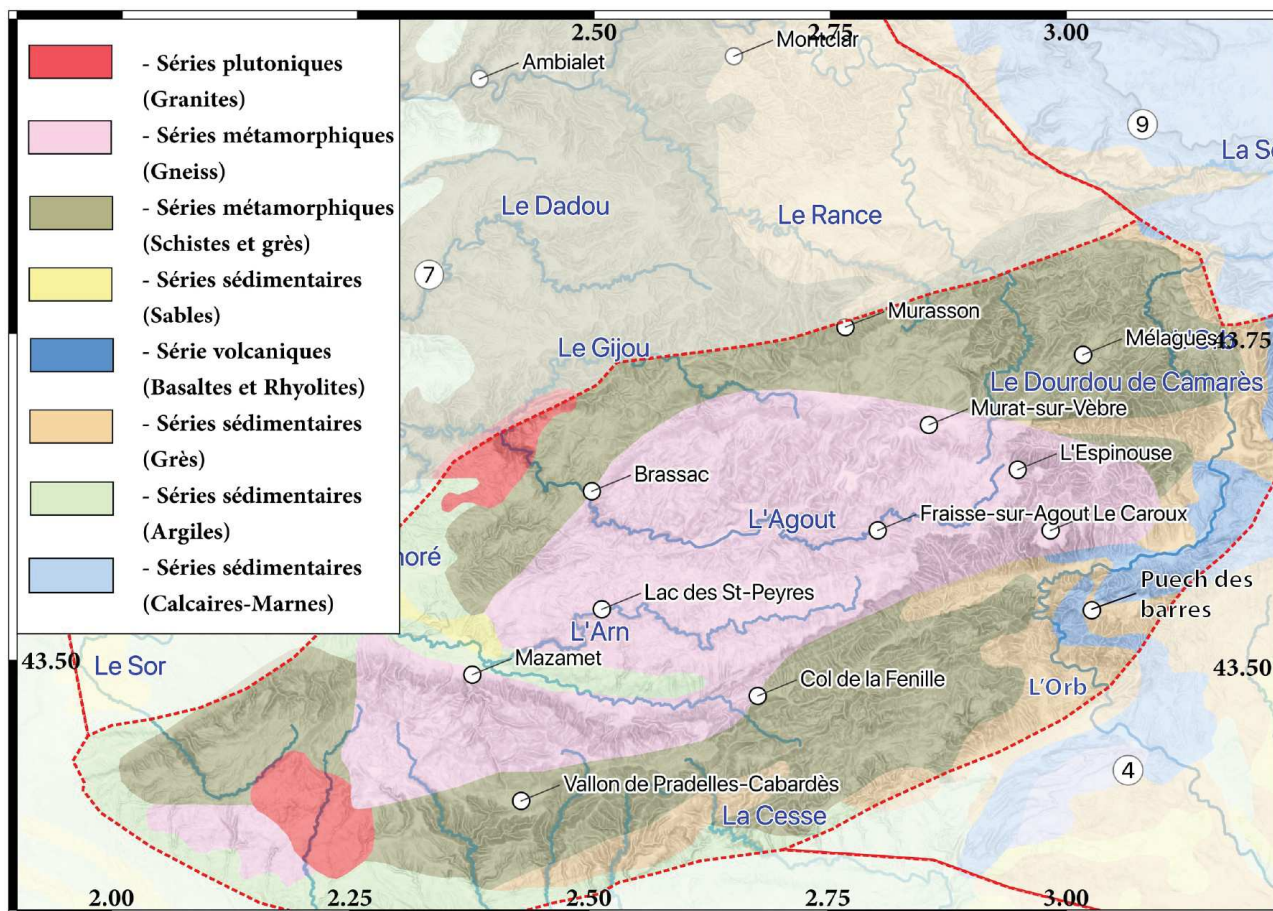 2.50
2.75
3.00
- Séries plutoniques
(Granites)
- Séries métamorphiques
(Gneiss)
- Séries métamorphiques
(Schistes et grès)
- Séries sédimentaires
(Sables)
- Série volcaniques
(Basaltes et Rhyolites)
- Séries sédimentaires
(Grès)
- Séries sédimentaires
(Argiles)
- Séries sédimentaires
(Calcaires-Marnes)
Montclar
Ambialet
9
La So
Le Dadou
Le Rance
7
Murasson
Le Gijou
Mélagues
43.75
Le Dourdou de Camarès
Murat-sur-Vèbre
L'Espinouse
Brassac
L'Agout
Fraisse-sur-Agout
Le Caroux
noré
Puech des
barres
Lac des St-Peyres
L'Arn
43.50
Le Sor
Mazamet
43.50
Col de la Fenille
L'Orb
4
Vallon de Pradelles-Cabardès
La Cesse
2.00
2.25
2.50
2.75
3.00